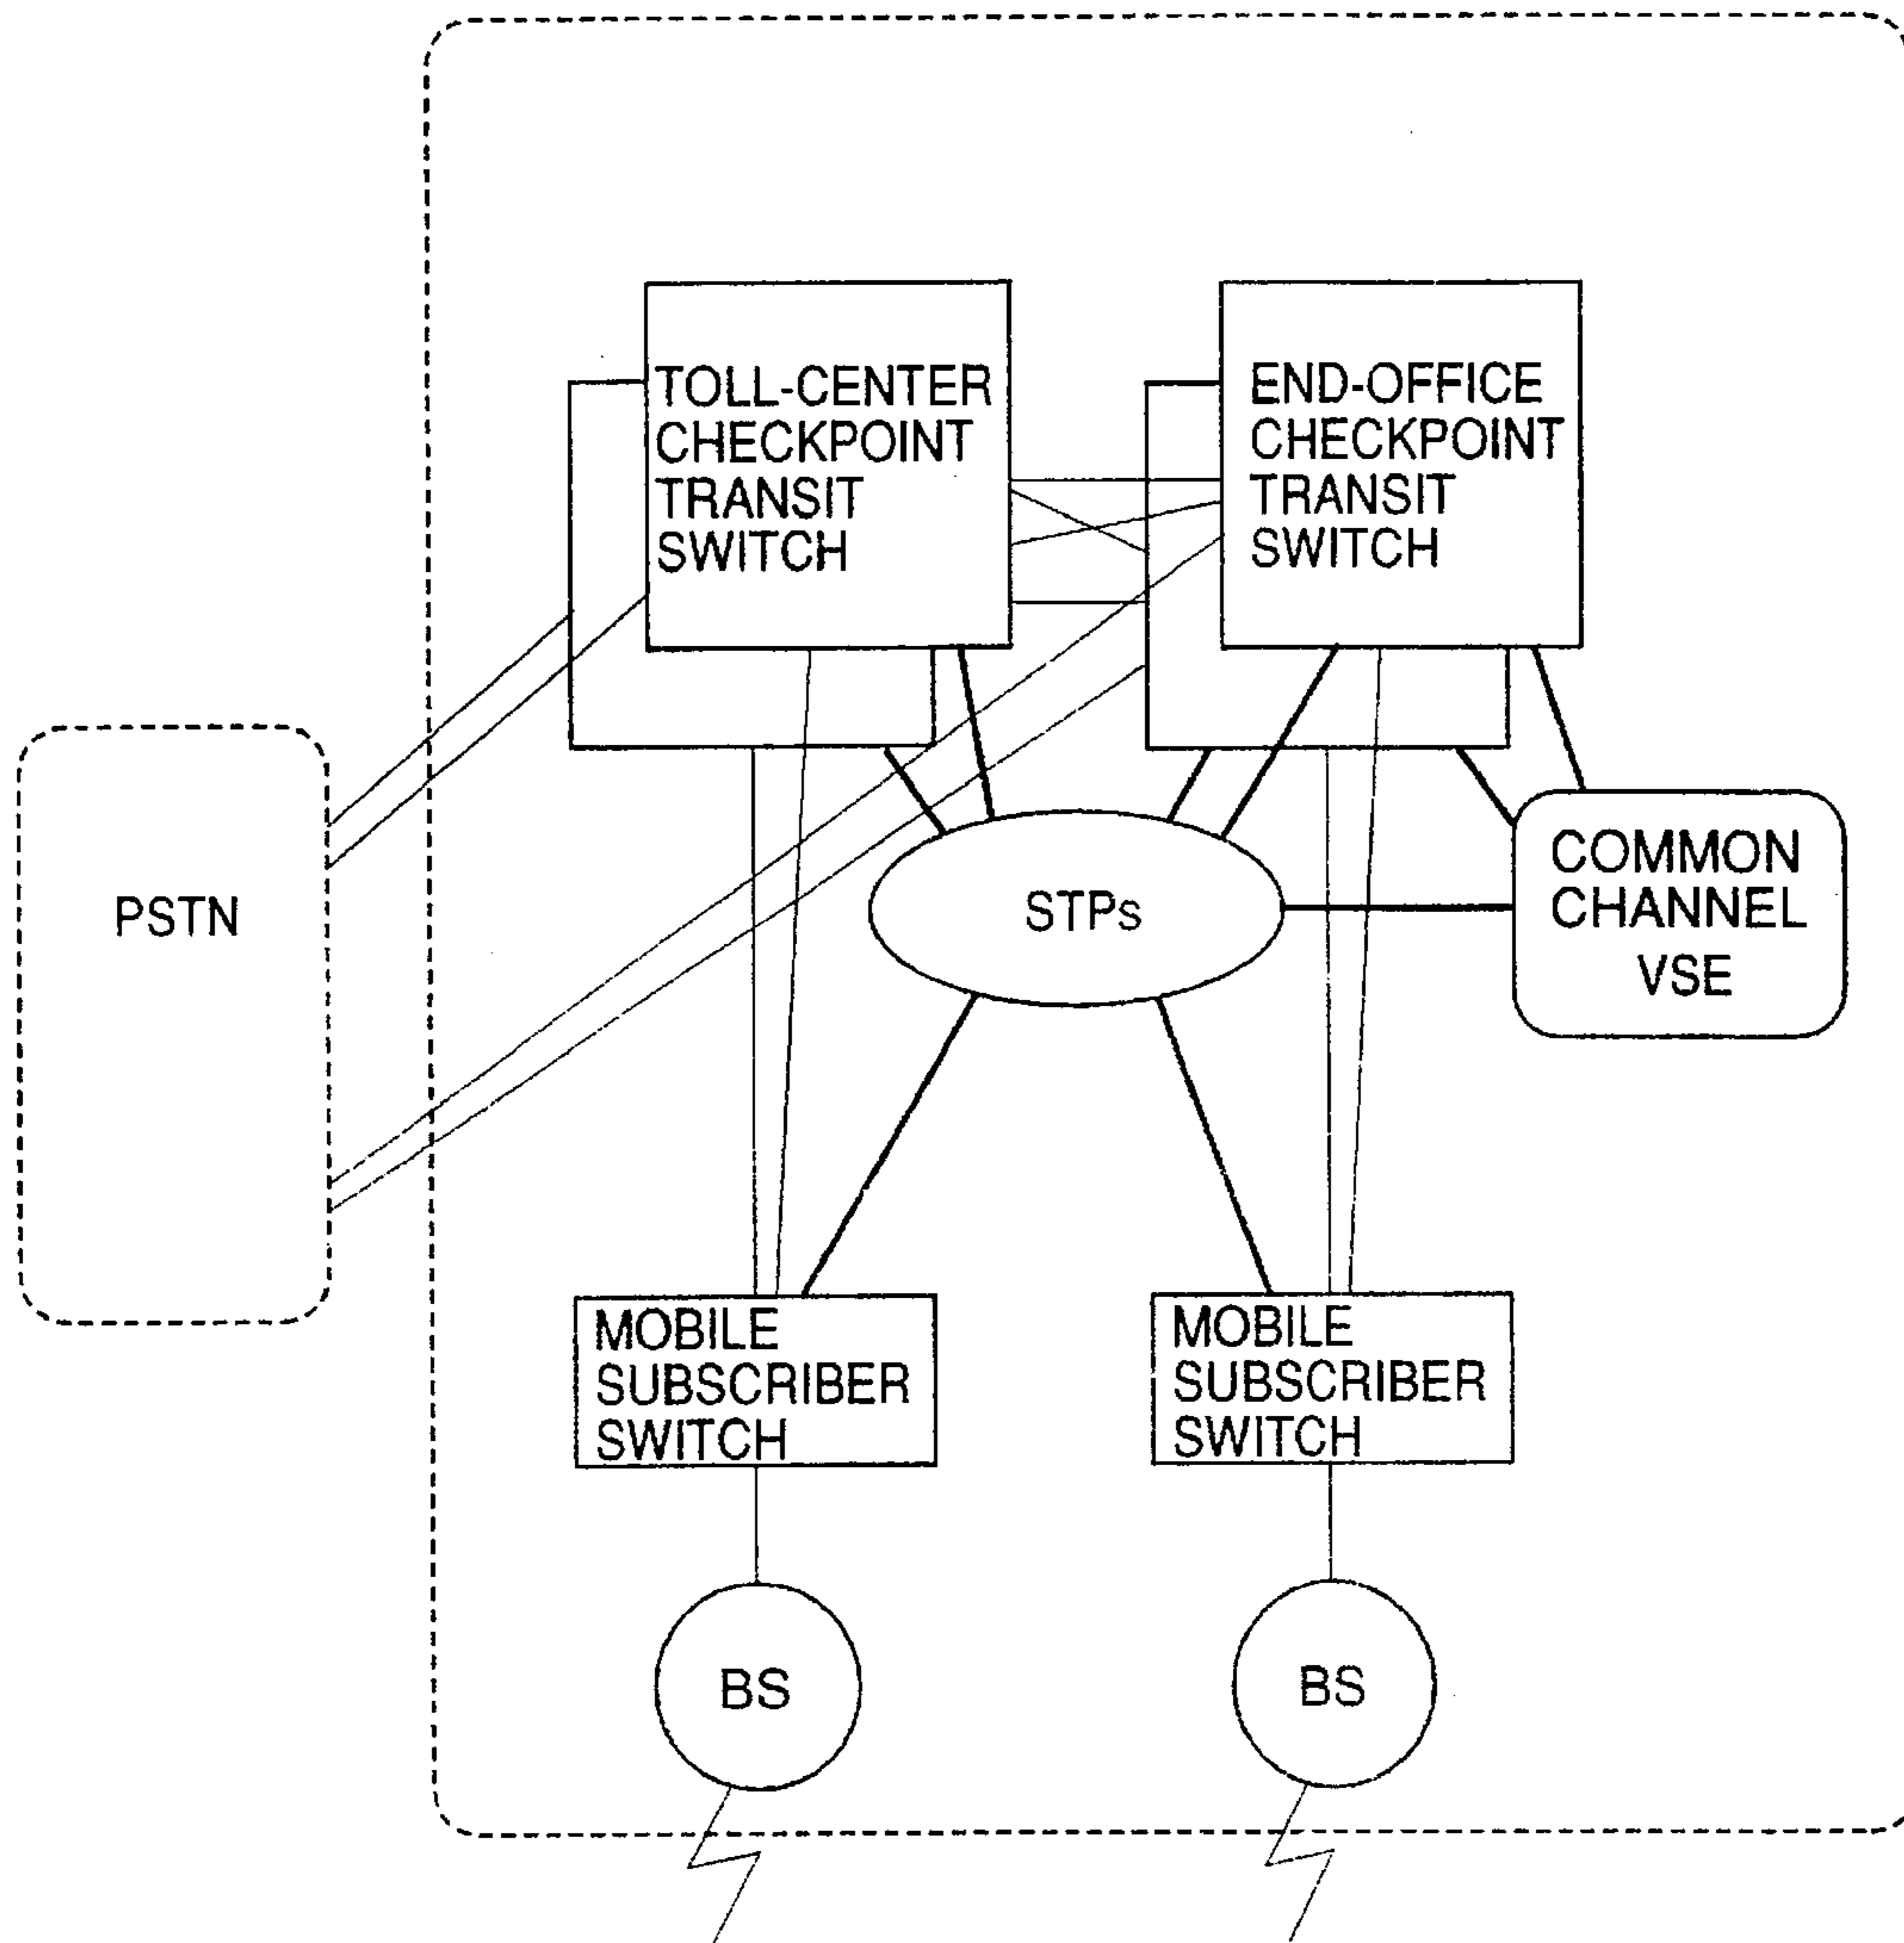 TOLL-CENTER
CHECKPOINT
TRANSIT
SWITCH
END-OFFICE
CHECKPOINT
TRANSIT
SWITCH
PSTN
STPs
COMMON
CHANNEL
VSE
MOBILE
SUBSCRIBER
SWITCH
MOBILE
SUBSCRIBER
SWITCH
BS
BS